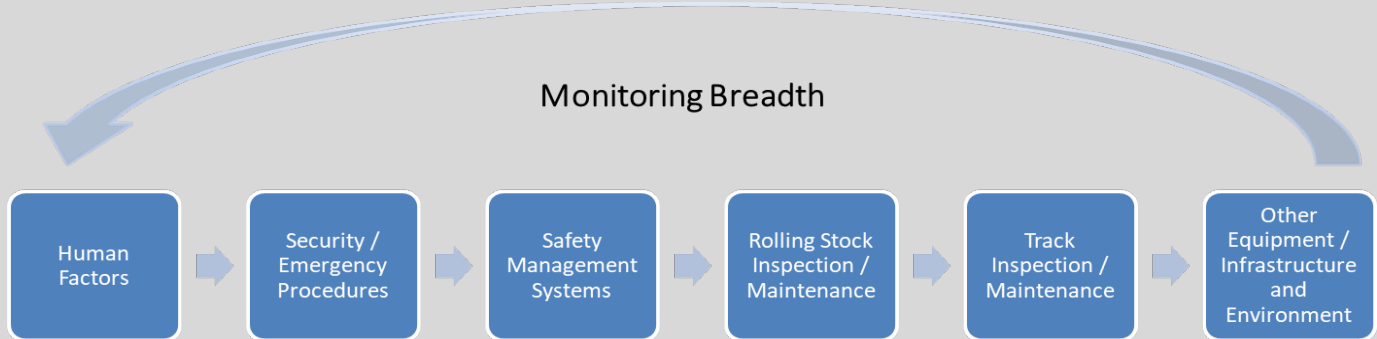 Monitoring Breadth
Human
Factors
Security /
Emergency
Procedures
Safety
Management
Systems
Rolling Stock
Inspection /
Maintenance
Track
Inspection /
Maintenance
Other
Equipment /
Infrastructure
and
Environment